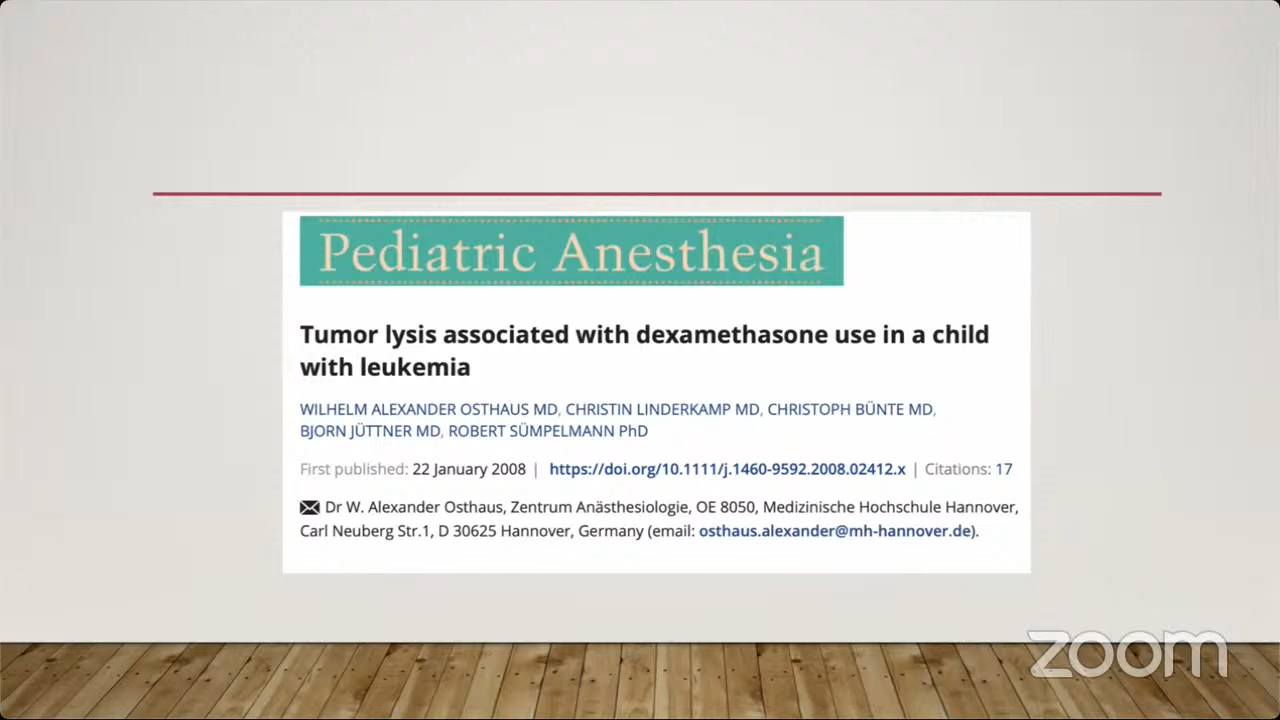 Pediatric Anesthesia
Tumor lysis associated with dexamethasone use in a child
with leukemia
WILHELM ALEXANDER OSTHAUS MD, CHRISTIN LINDERKAMP MD, CHRISTOPH BÜNTE MD,
BJORN JÜTTNER MD, ROBERT SÜMPELMANN PhD
First published: 22 January 2008 | https://doi.org/10.1111/j.1460-9592.2008.02412.x | Citations: 17
Dr W. Alexander Osthaus, Zentrum Anästhesiologie, OE 8050, Medizinische Hochschule Hannover,
Carl Neuberg Str.1, D 30625 Hannover, Germany (email: osthaus.alexander@mh-hannover.de).
zoom